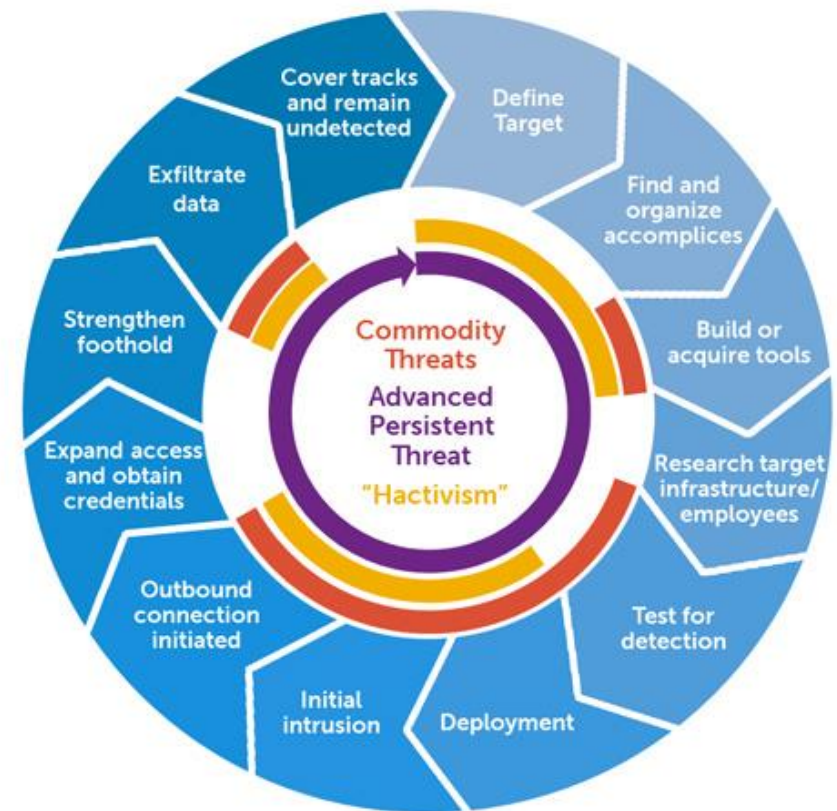 Define
Target
Find and
organize
accomplices
Build or
acquire tools
Research target
infrastructure/
employees
Test for
detection
Deployment
Initial
intrusion
Outbound
connection
initiated
Expand access
and obtain
credentials
Strengthen
foothold
Exfiltrate
data
Cover tracks
and remain
undetected
Commodity
Threats
Advanced
Persistent
Threat
"Hactivism"